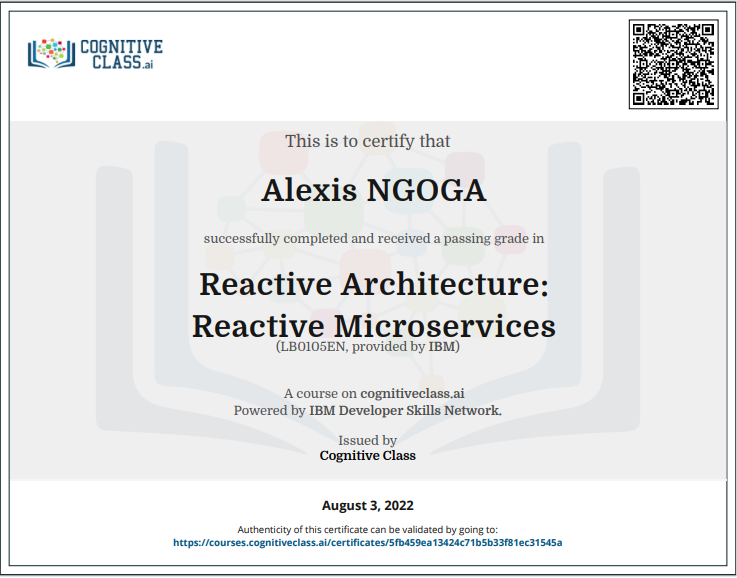 COGNITIVE
CLASS.ai
This is to certify that
Alexis NGOGA
successfully completed and received a passing grade in
Reactive Architecture:
Reactive Microservices
(LB0105EN, provided by IBM)
A course on cognitiveclass.ai
Powered by IBM Developer Skills Network.
Issued by
Cognitive Class
August 3, 2022
Authenticity of this certificate can be validated by going to:
https://courses.cognitiveclass.ai/certificates/5fb459ea13424c71b5b33f81ec31545a